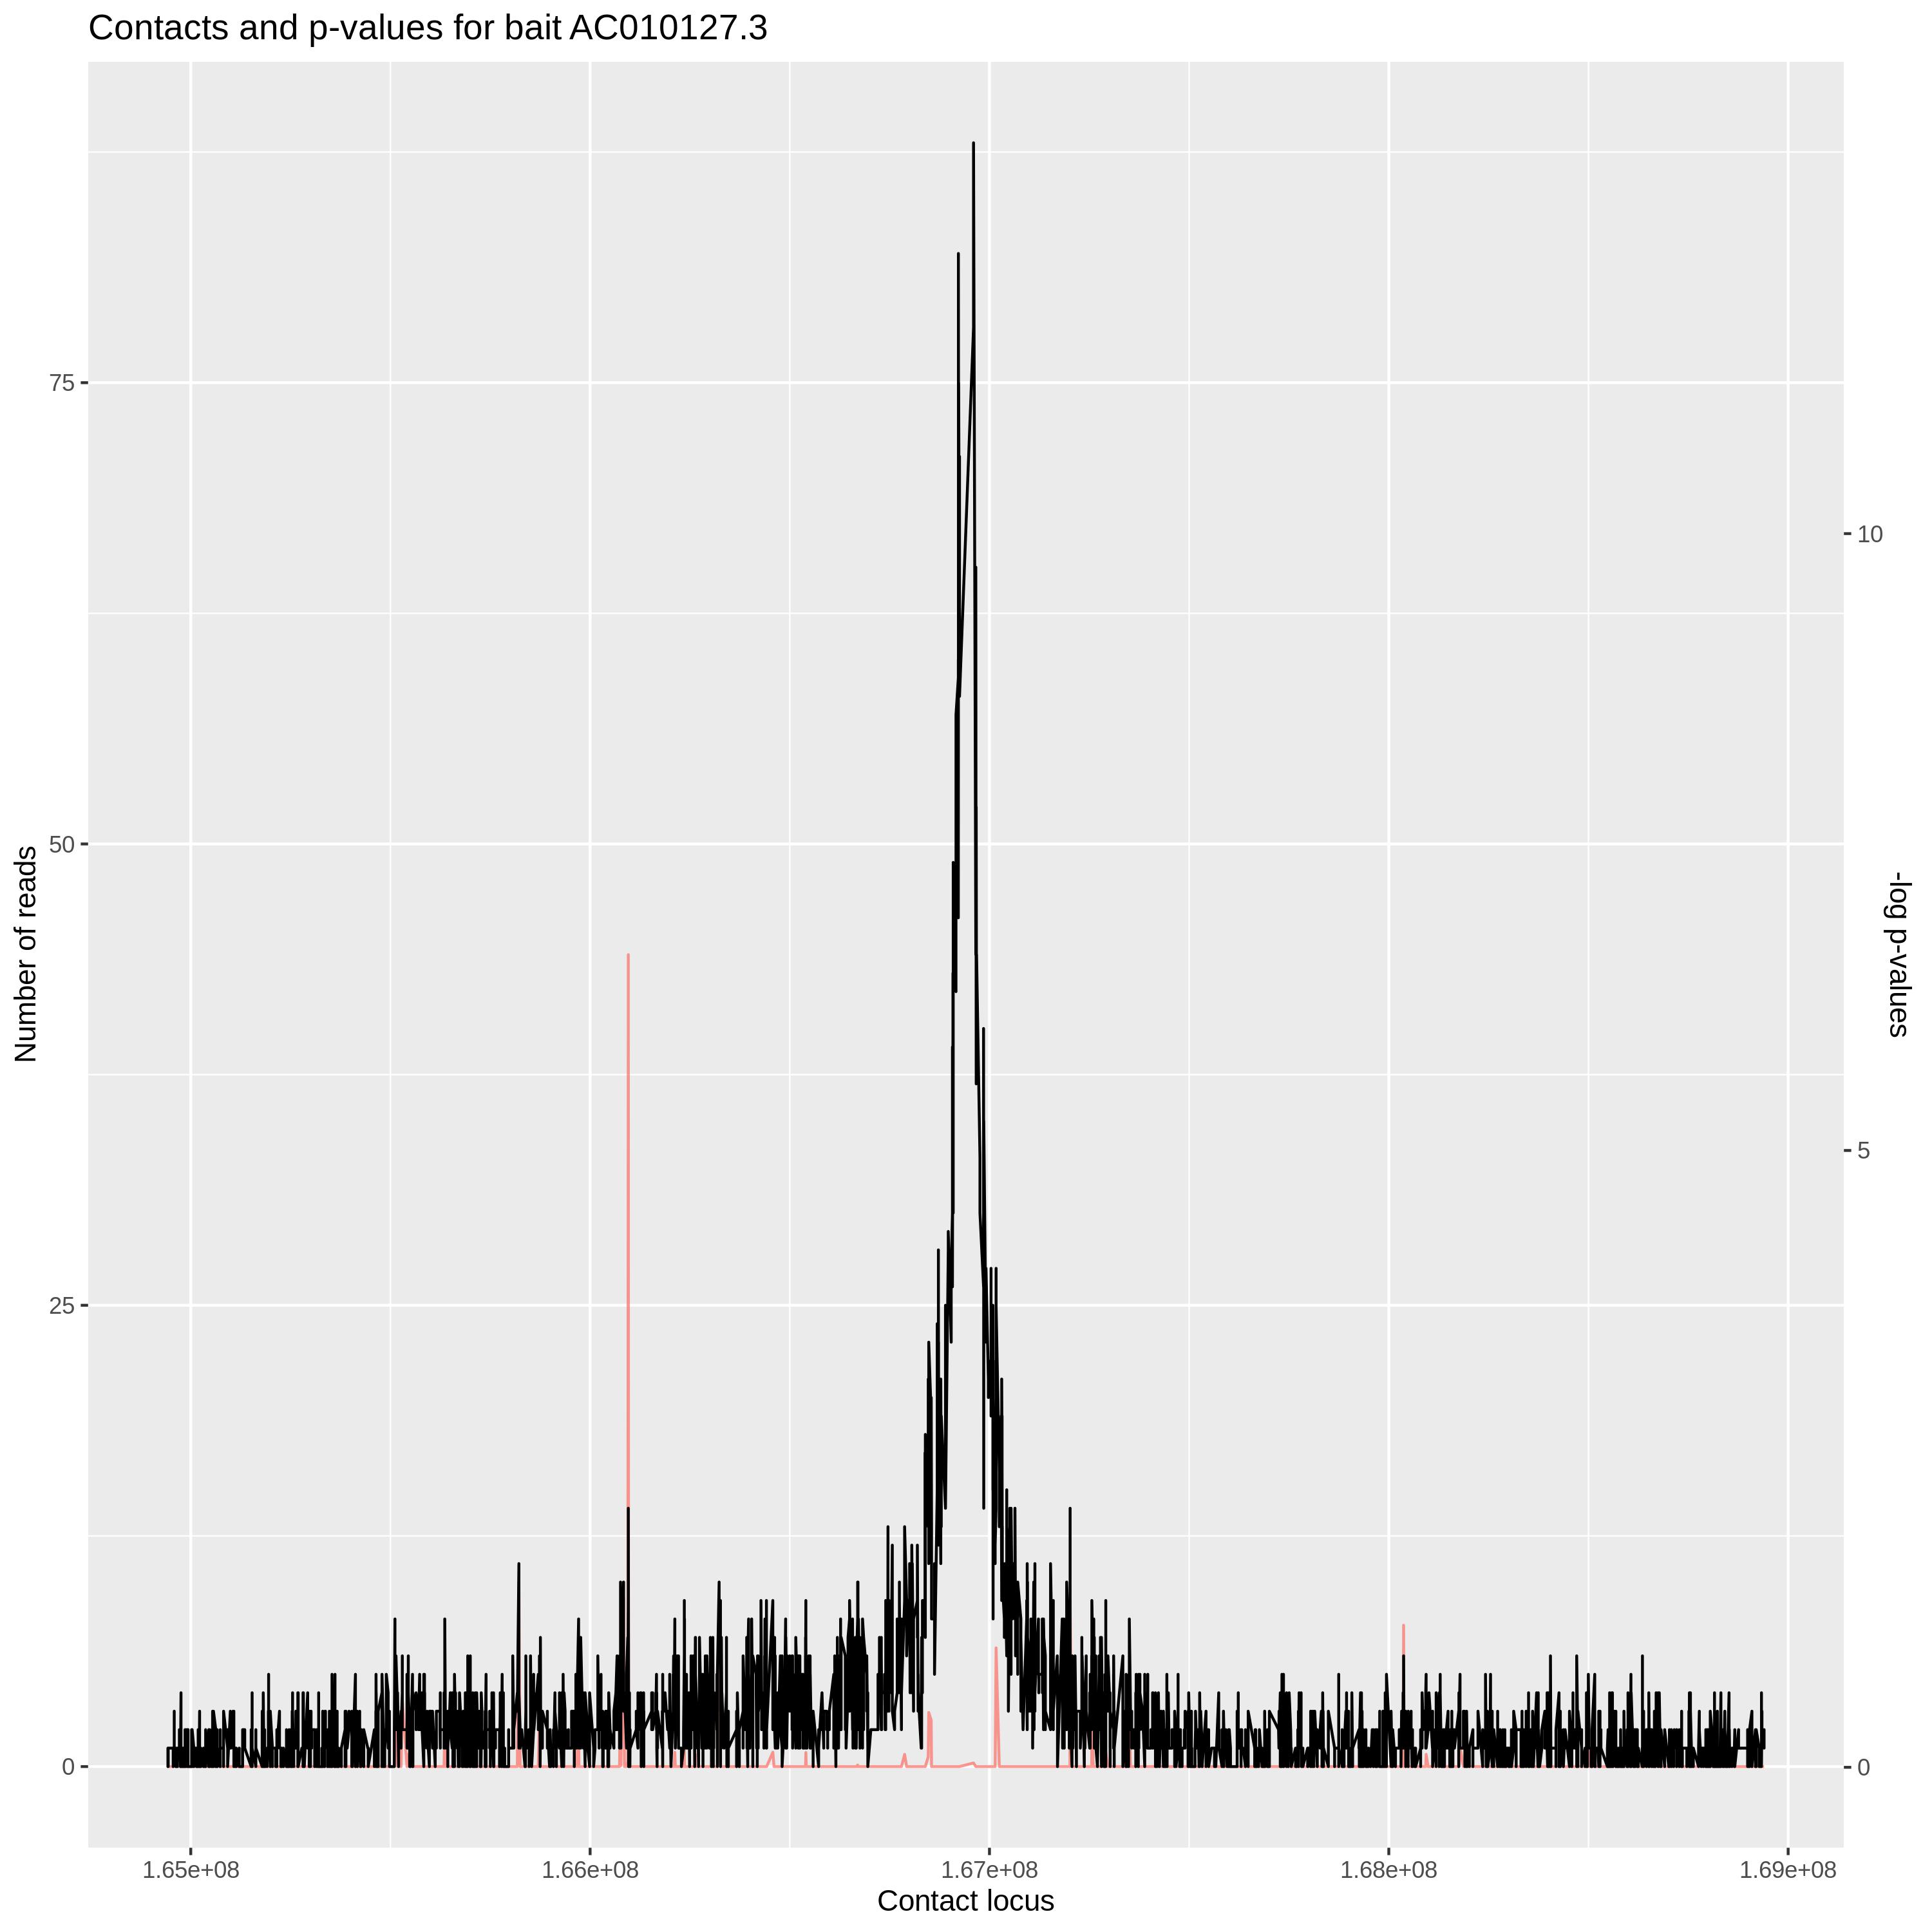 Contacts and p-values for bait AC010127.3
75
50
25
0
Number of reads
10
5
0
-log p-values
1.65e+08
1.66e+08
1.67e+08
1.68e+08
1.69e+08
Contact locus